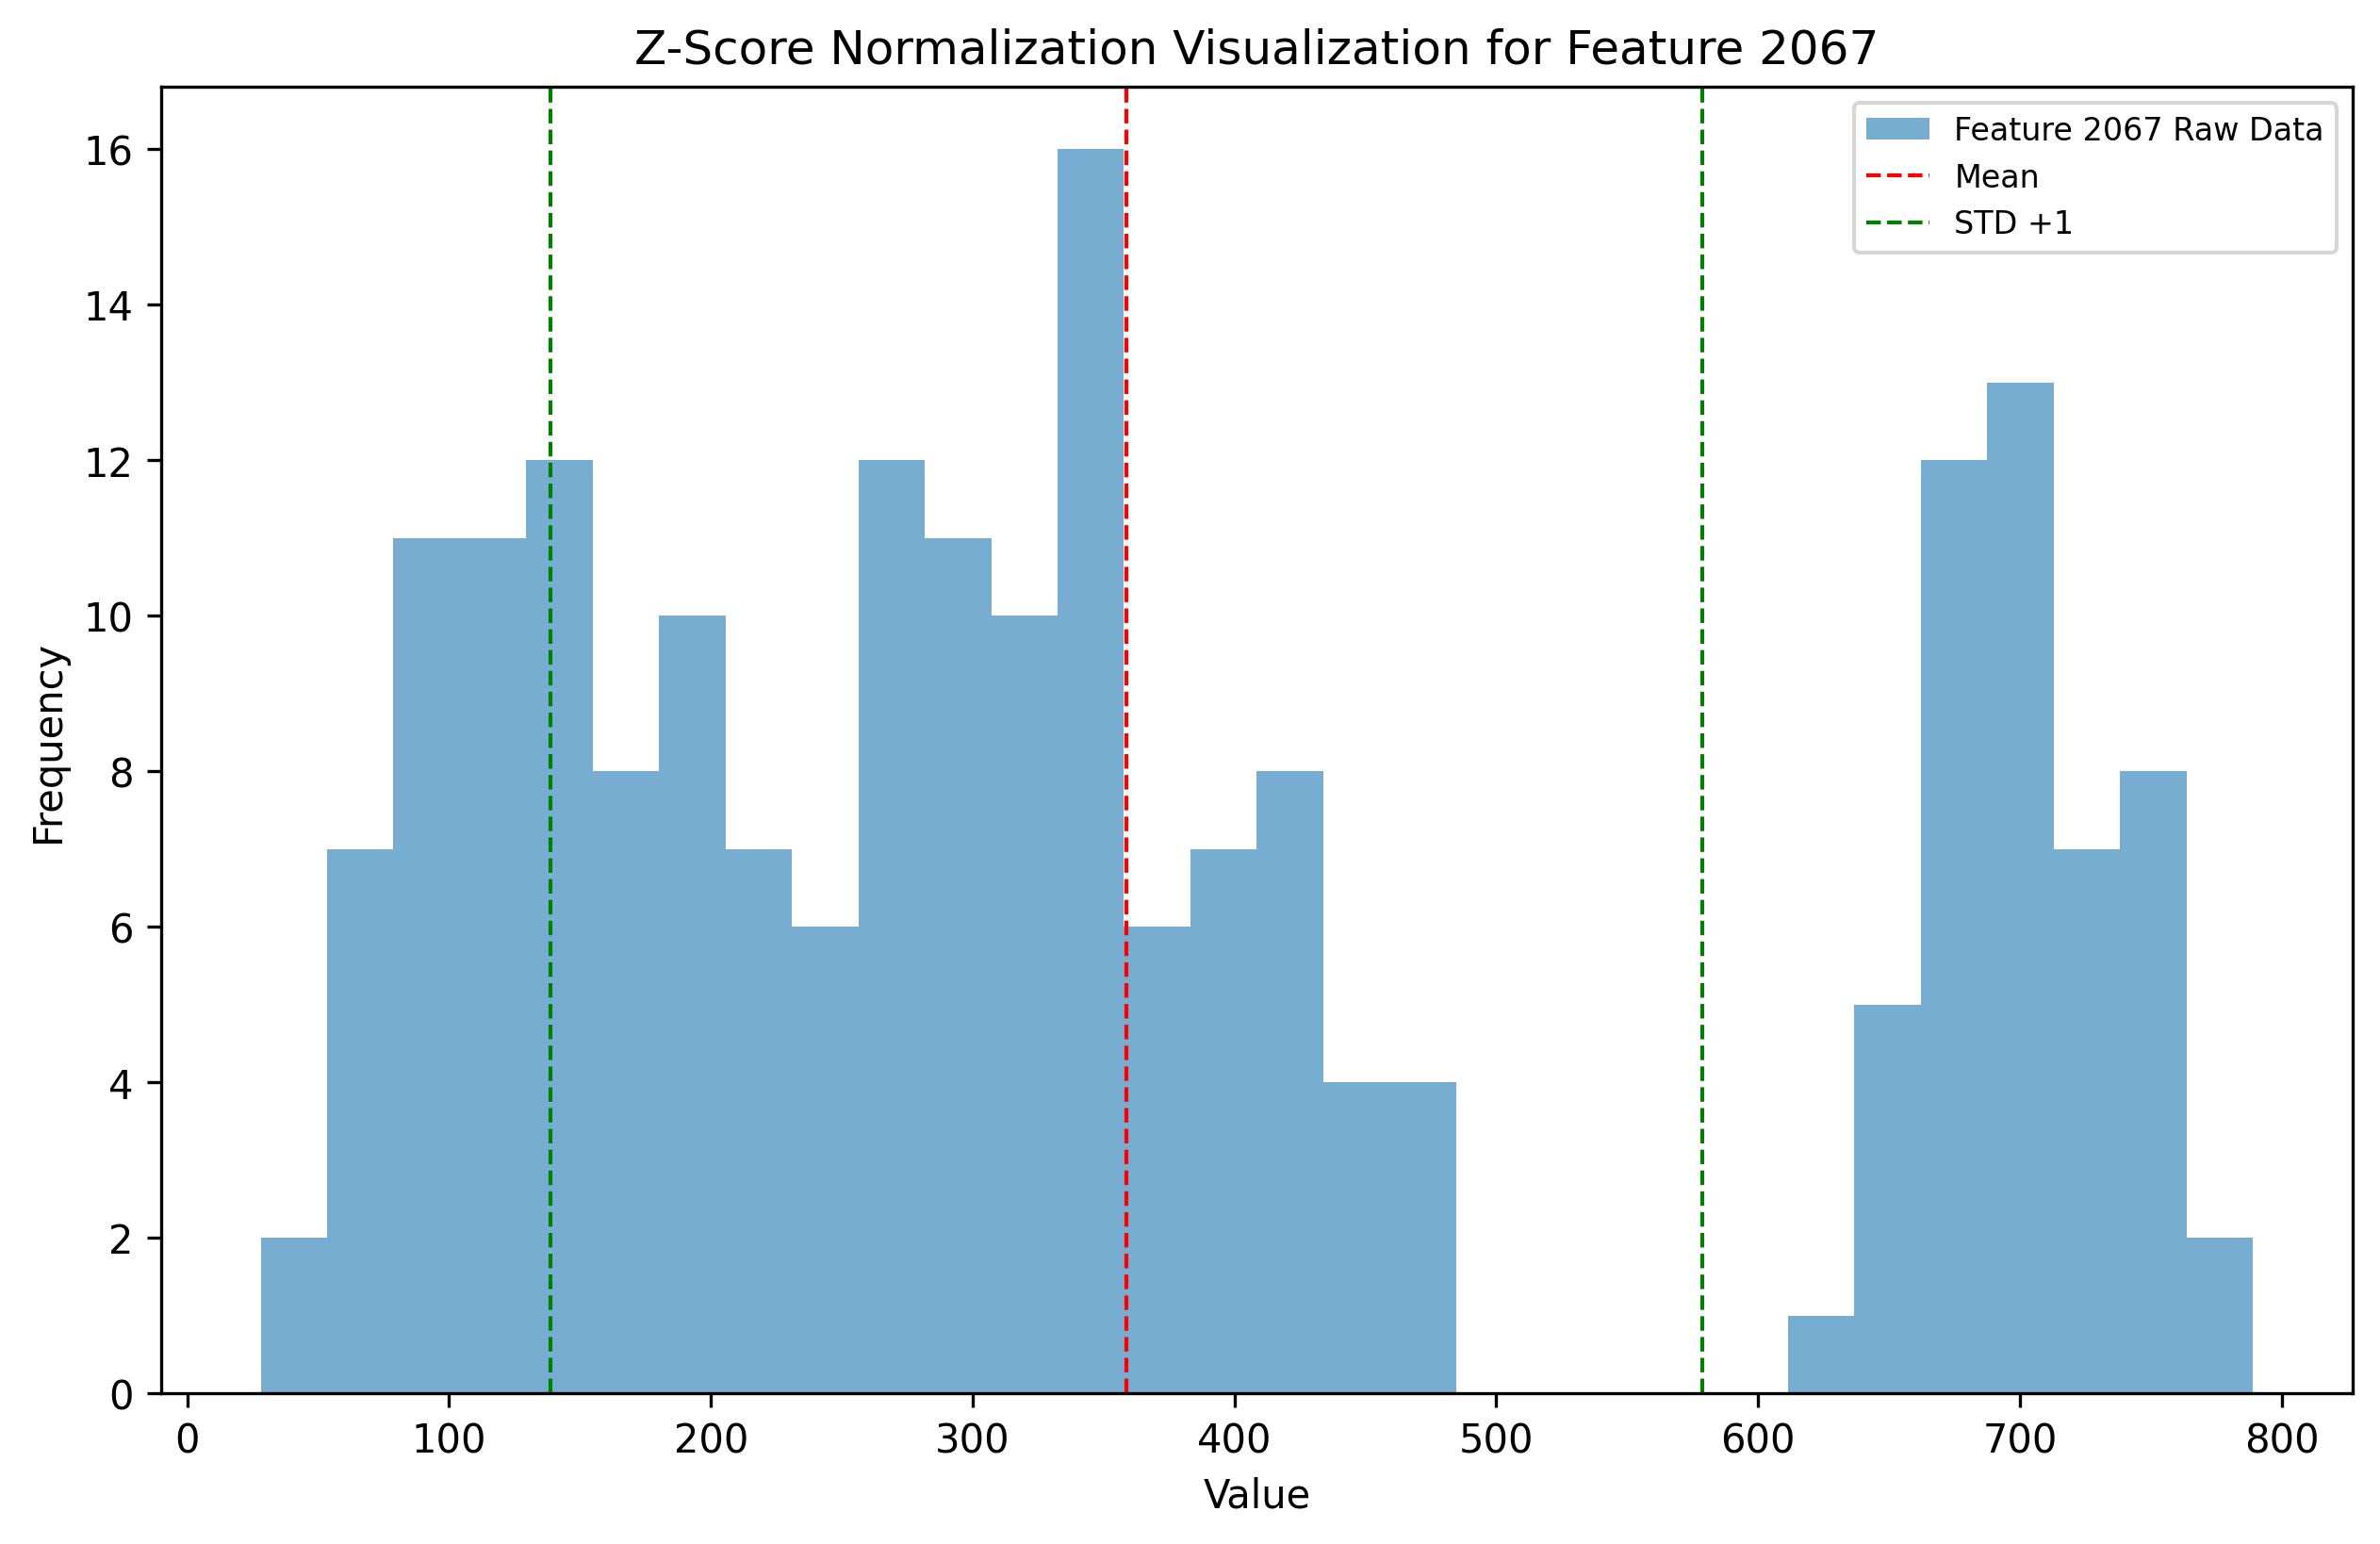 Z-Score Normalization Visualization for Feature 2067
Feature 2067 Raw Data
Mean
STD +1
16
14
12
10
8
6
4
2
0
Frequency
0 100 200 300 400 500 600 700 800
Value